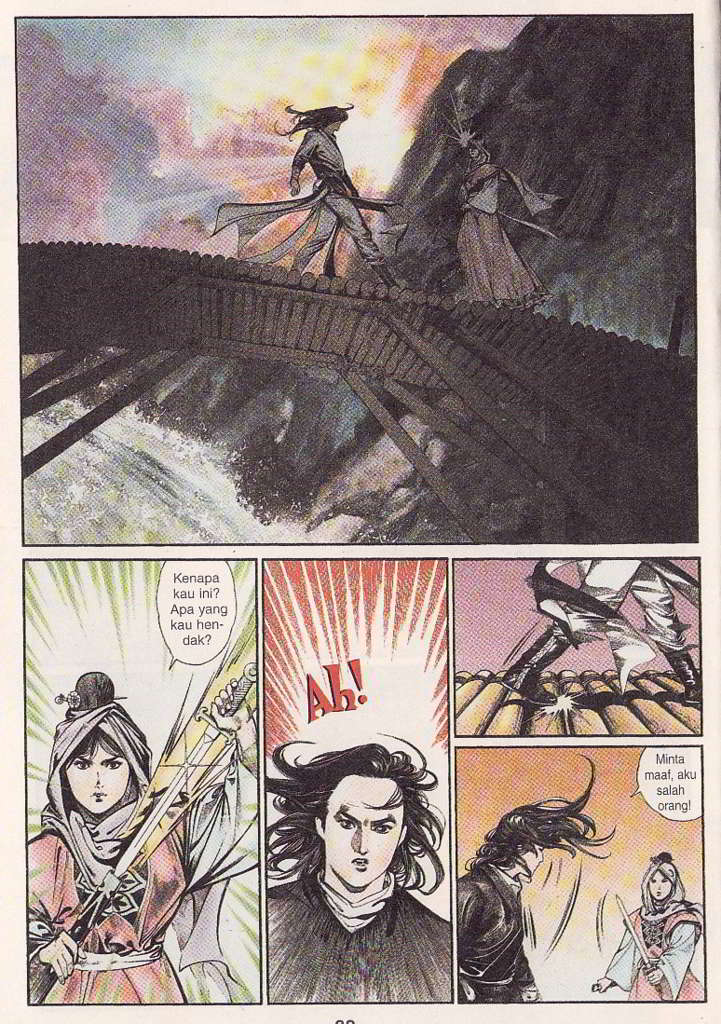 Kenapa
kau ini?
Apa yang
kau hen-
dak?
Ah!
Minta
maaf, aku
salah
orang!